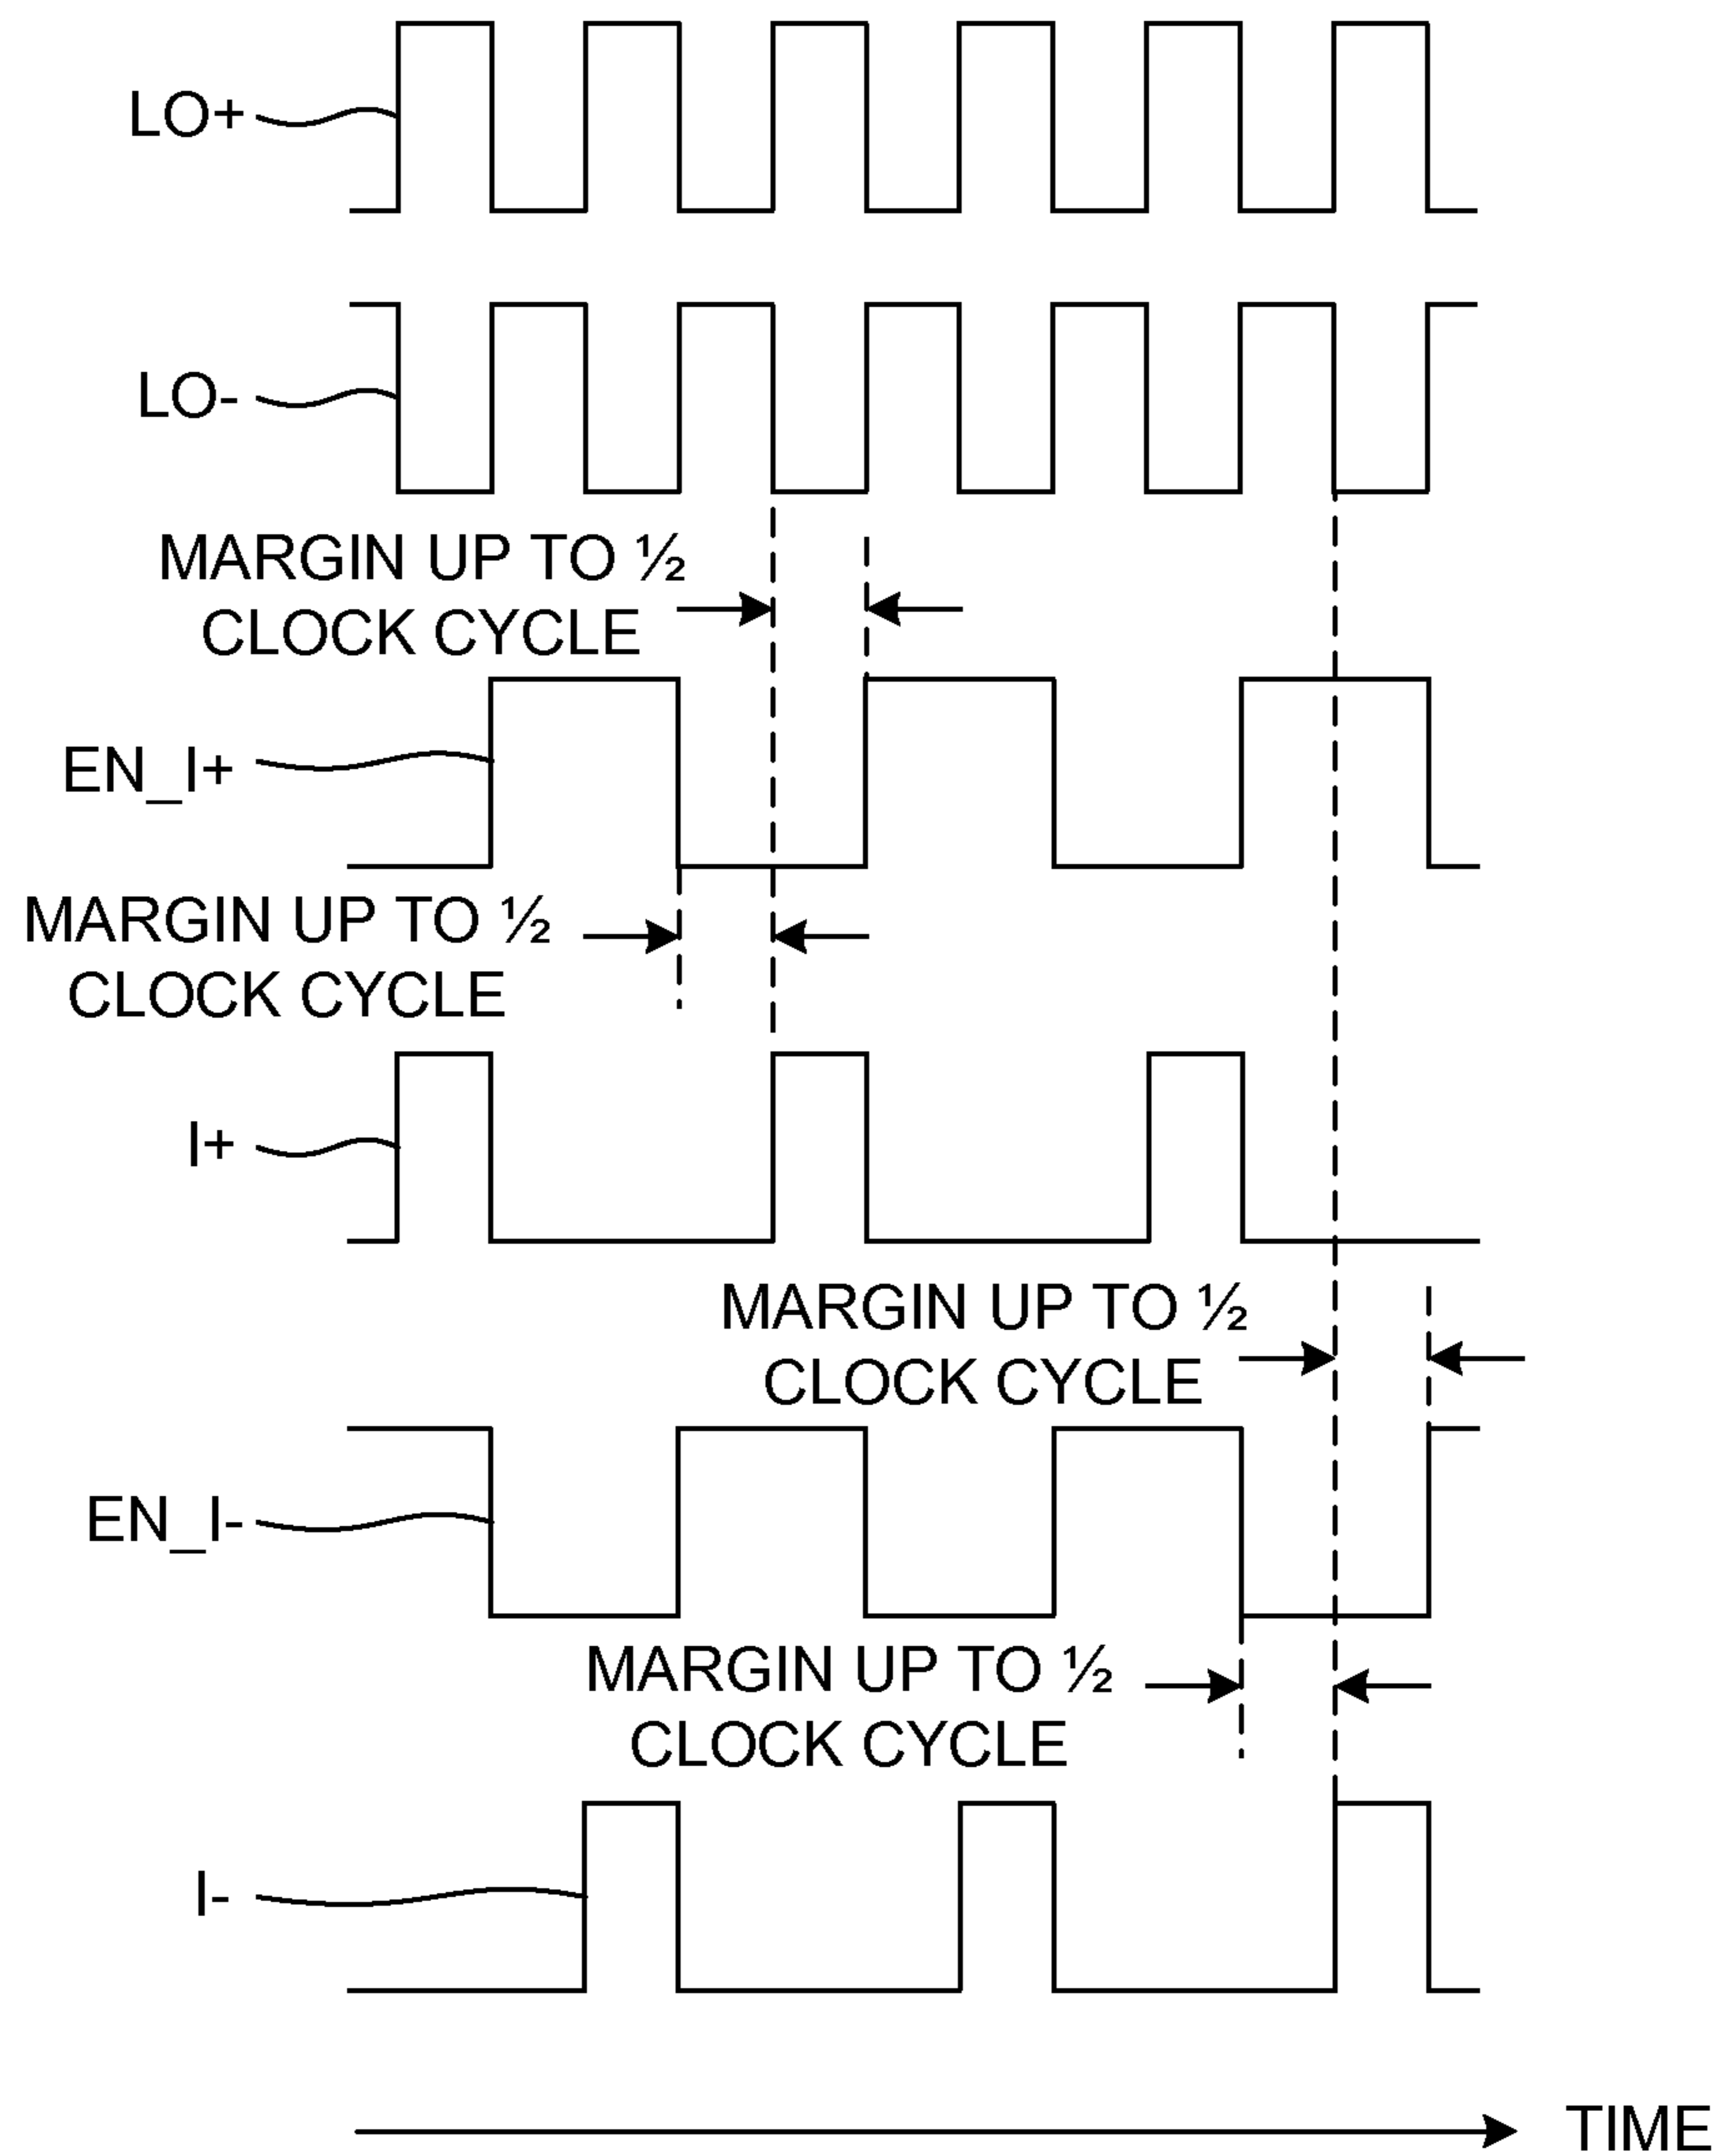 LO+
LO-
MARGIN UP TO ½
CLOCK CYCLE
EN_I+
MARGIN UP TO ½
CLOCK CYCLE
I+
MARGIN UP TO ½
CLOCK CYCLE
EN_I-
MARGIN UP TO ½
CLOCK CYCLE
I-
TIME